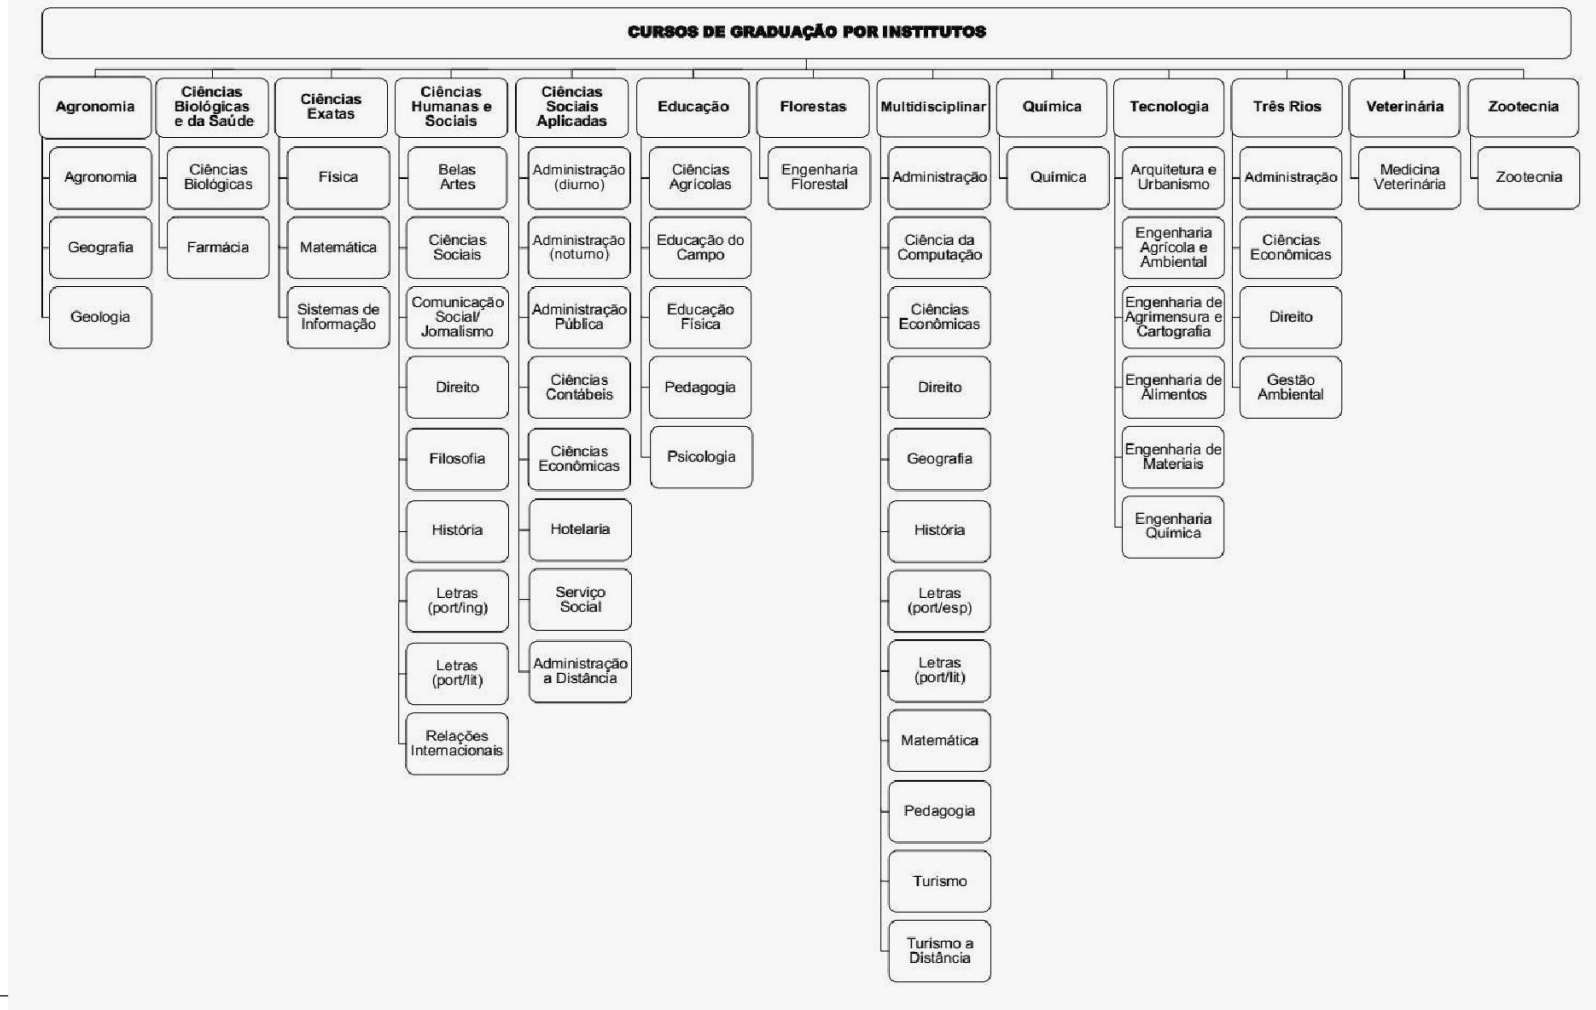 CURSOS DE GRADUAÇÃO POR INSTITUTOS
Agronomia
Agronomia
Geografia
Geologia
Ciências
Biológicas
e da Saúde
Ciências
Biológicas
Farmácia
Ciências
Exatas
Física
Matemática
Sistemas de
Informação
Ciências
Humanas e
Sociais
Belas
Artes
Ciências
Sociais
Comunicação
Social/
Jornalismo
Direito
Filosofia
História
Letras
(port/ing)
Letras
(port/lit)
Relações
Internacionais
Ciências
Sociais
Aplicadas
Administração
(diurno)
Administração
(noturno)
Administração
Pública
Ciências
Contábeis
Ciências
Econômicas
Hotelaria
Serviço
Social
Administração
a Distância
Educação
Ciências
Agrícolas
Educação do
Campo
Educação
Física
Pedagogia
Psicologia
Florestas
Engenharia
Florestal
Multidisciplinar
Administração
Ciência da
Computação
Ciências
Econômicas
Direito
Geografia
História
Letras
(port/esp)
Letras
(port/lit)
Matemática
Pedagogia
Turismo
Turismo a
Distância
Química
Química
Tecnologia
Arquitetura e
Urbanismo
Engenharia
Agrícola e
Ambiental
Engenharia de
Agrimensura e
Cartografia
Engenharia de
Alimentos
Engenharia de
Materiais
Engenharia
Química
Três Rios
Administração
Ciências
Econômicas
Direito
Gestão
Ambiental
Veterinária
Medicina
Veterinária
Zootecnia
Zootecnia